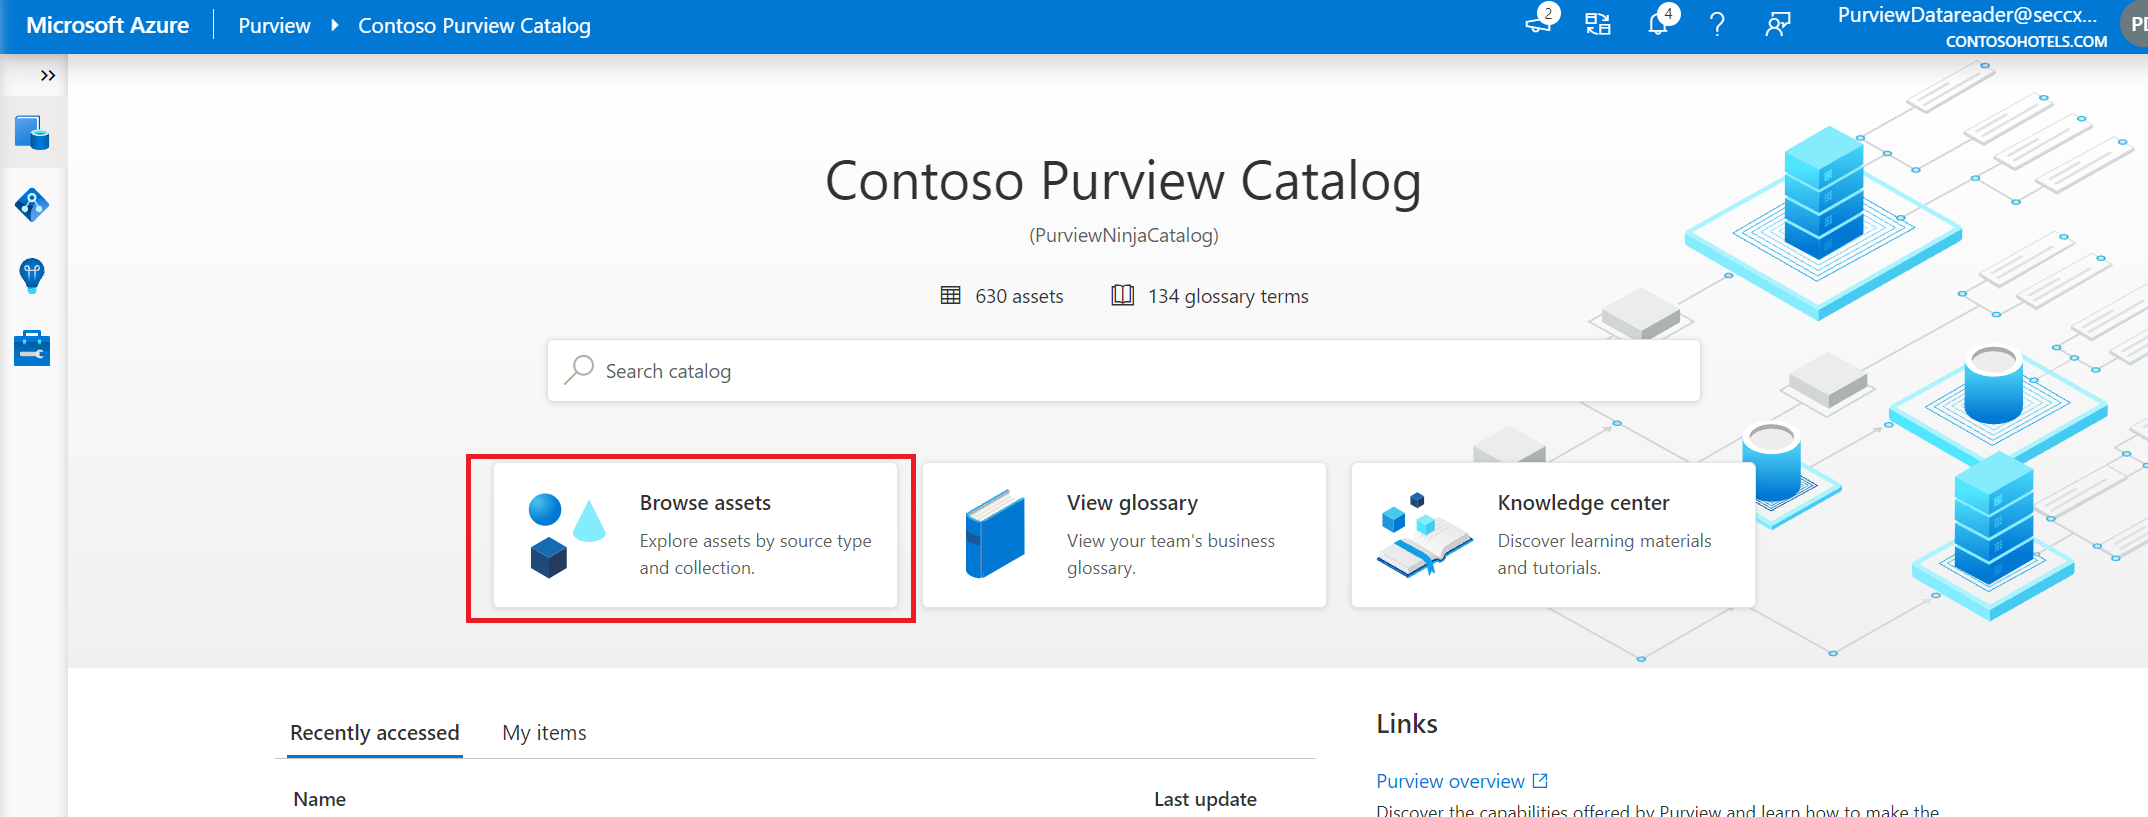 Microsoft Azure
Purview
Contoso Purview Catalog
2
4
PurviewDatareader@seccx...
CONTOSOHOTELS.COM
Contoso Purview Catalog
(PurviewNinjaCatalog)
630 assets
134 glossary terms
Search catalog
Browse assets
Explore assets by source type
and collection.
View glossary
View your team's business
glossary.
Knowledge center
Discover learning materials
and tutorials.
Recently accessed
My items
Name
Last update
Links
Purview overview
Discover the capabilities offered by Purview and learn how to make the